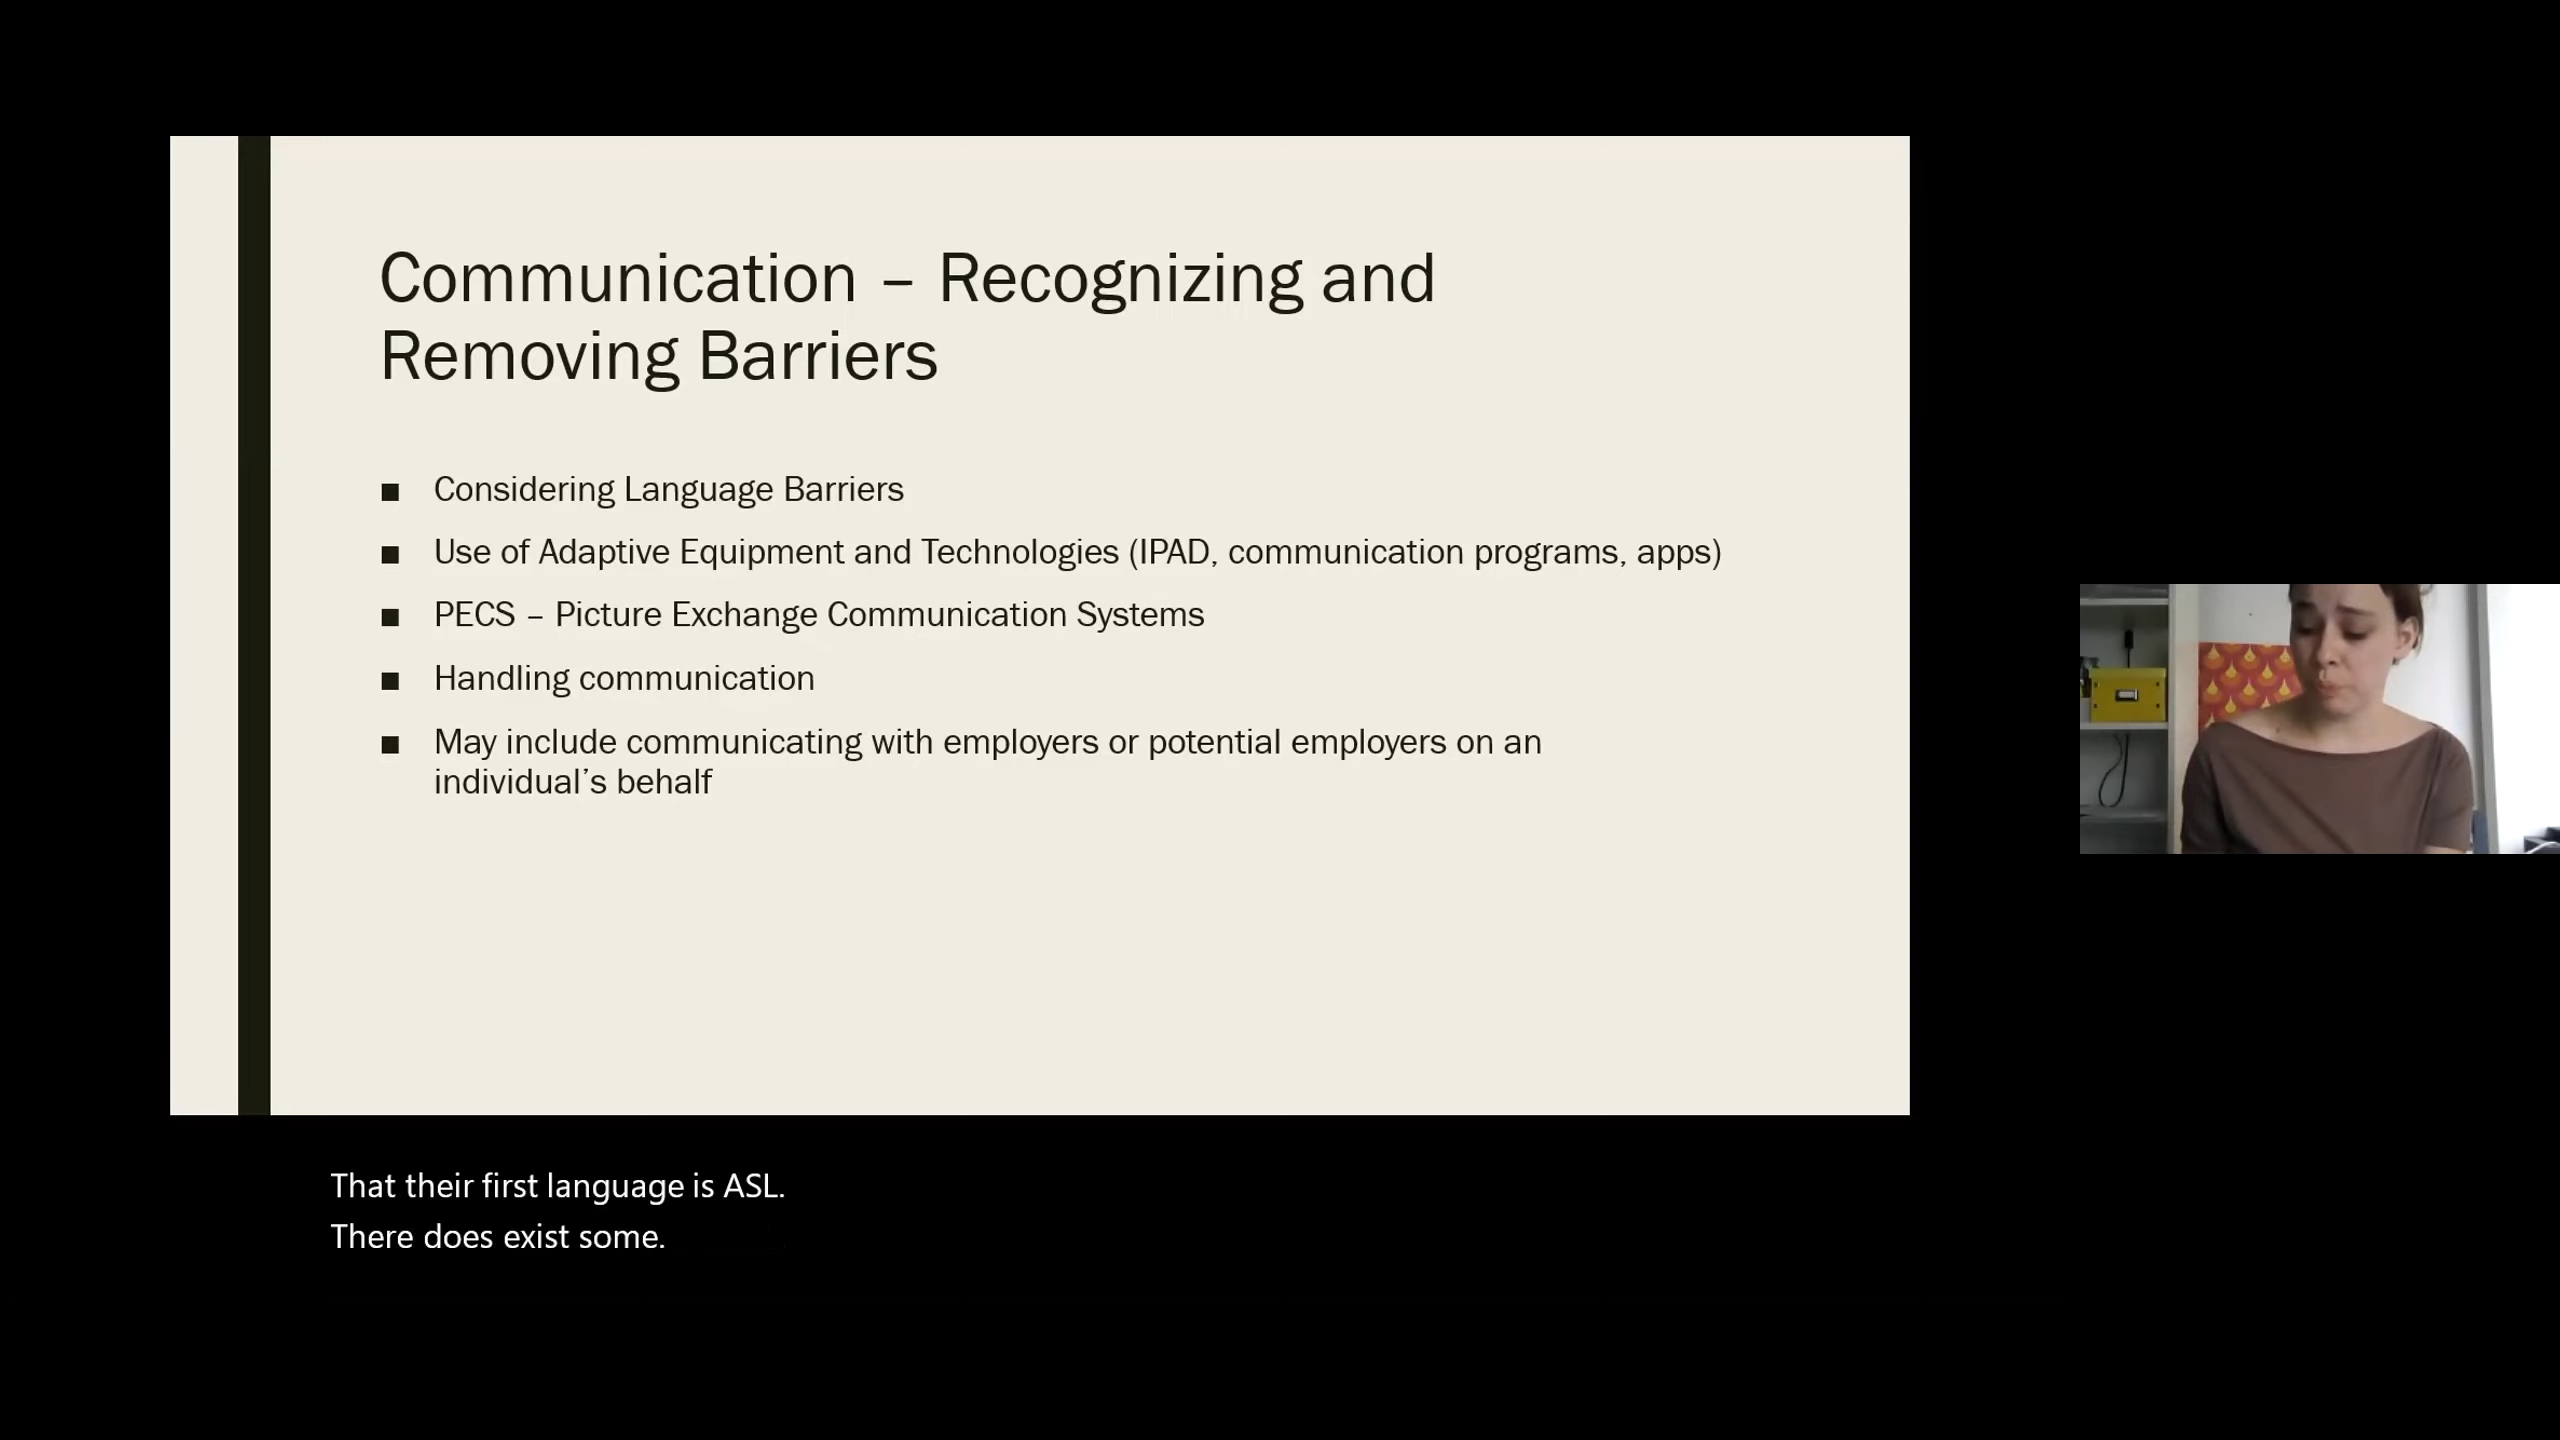 Communication – Recognizing and
Removing Barriers
■ Considering Language Barriers
■ Use of Adaptive Equipment and Technologies (IPAD, communication programs, apps)
■ PECS – Picture Exchange Communication Systems
■ Handling communication
■ May include communicating with employers or potential employers on an
individual’s behalf
That their first language is ASL.
There does exist some.